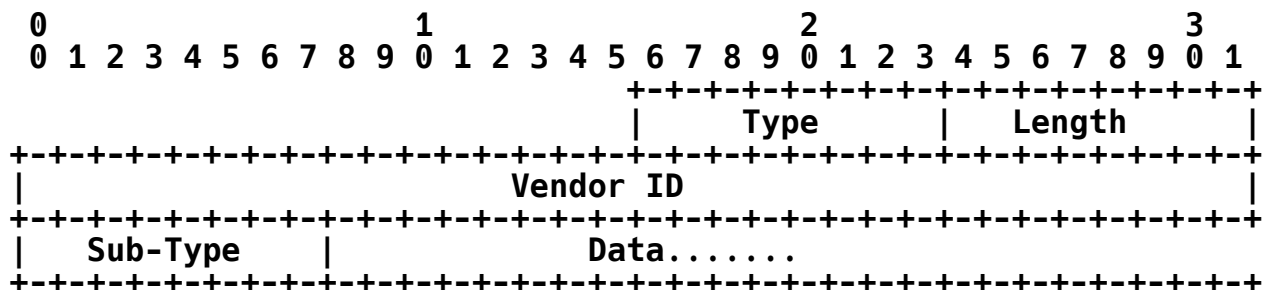 0                   1                   2                   3
 0 1 2 3 4 5 6 7 8 9 0 1 2 3 4 5 6 7 8 9 0 1 2 3 4 5 6 7 8 9 0 1
                                +-+-+-+-+-+-+-+-+-+-+-+-+-+-+-+-+
                                |     Type      |   Length      |
+-+-+-+-+-+-+-+-+-+-+-+-+-+-+-+-+-+-+-+-+-+-+-+-+-+-+-+-+-+-+-+-+
|                         Vendor ID                             |
+-+-+-+-+-+-+-+-+-+-+-+-+-+-+-+-+-+-+-+-+-+-+-+-+-+-+-+-+-+-+-+-+
|   Sub-Type    |             Data.......
+-+-+-+-+-+-+-+-+-+-+-+-+-+-+-+-+-+-+-+-+-+-+-+-+-+-+-+-+-+-+-+-+